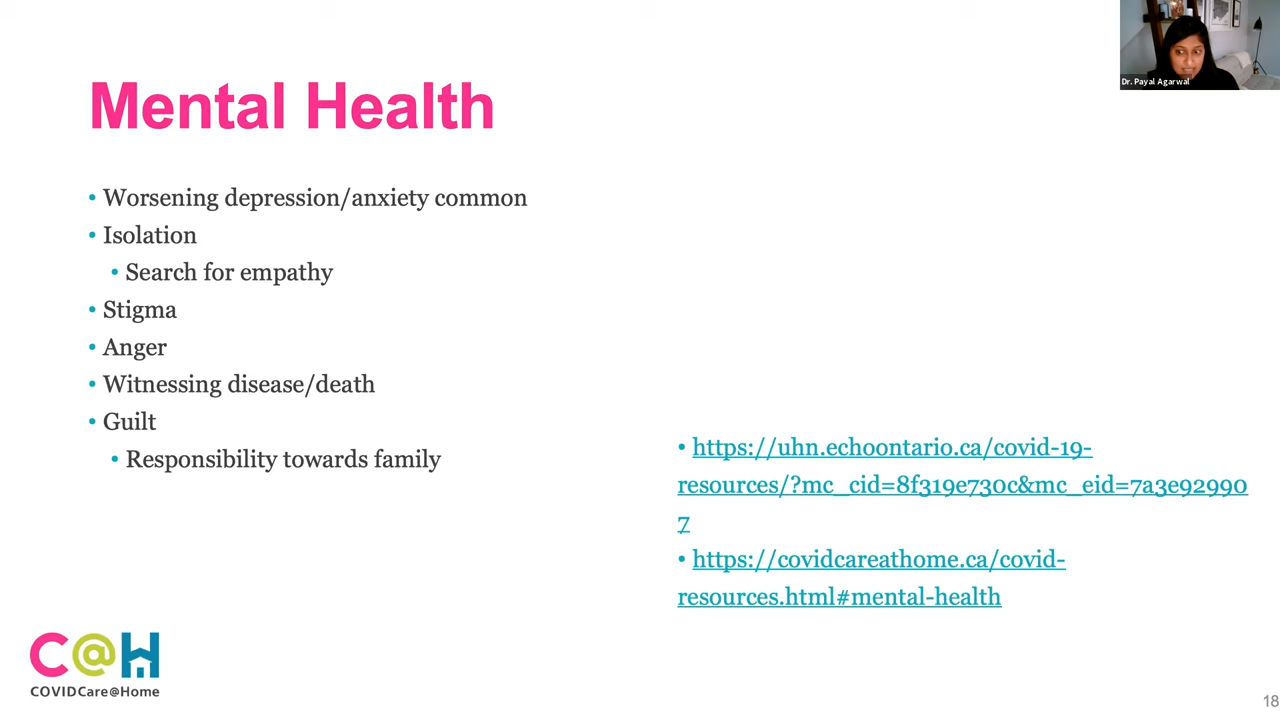 Dr. Payal Agarwal
Mental Health
• Worsening depression/anxiety common
• Isolation
• Search for empathy
• Stigma
• Anger
• Witnessing disease/death
• Guilt
• Responsibility towards family
• https://uhn.echoontario.ca/covid-19-
resources/?mc_cid=8f319e730c&mc_eid=7a3e92990
7
• https://covidcareathome.ca/covid-
resources.html#mental-health
C@H
COVIDCare@Home
18